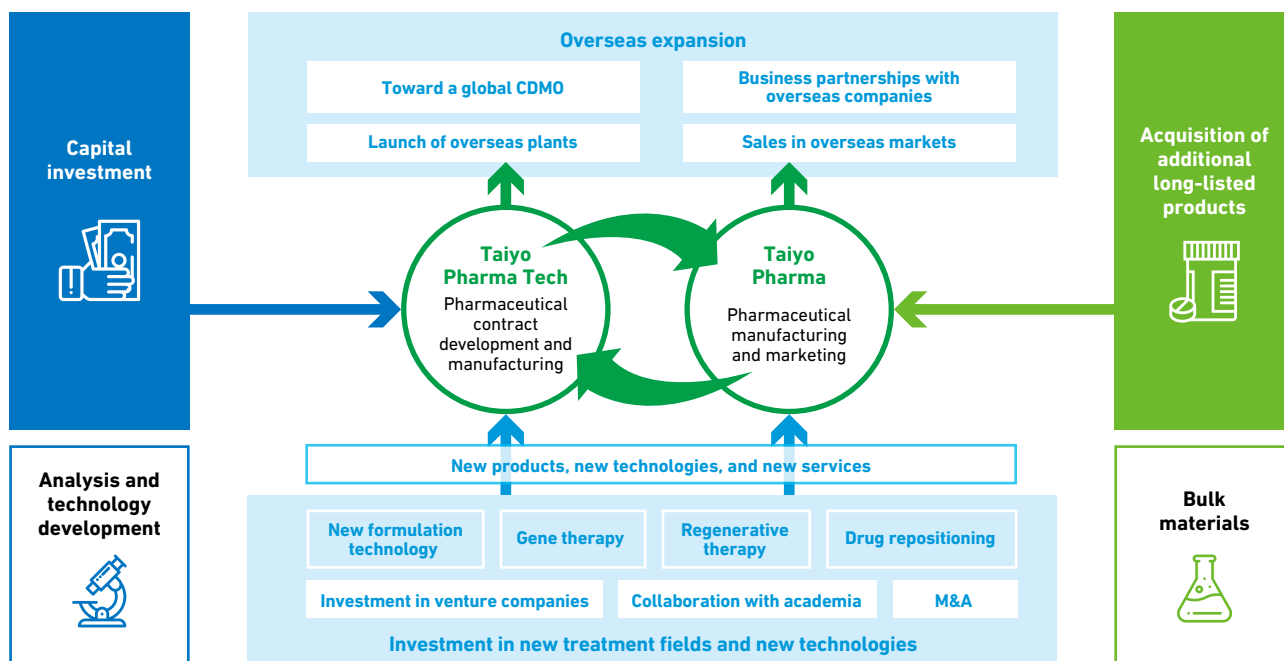 Capital
investment
Analysis and
technology
development
Overseas expansion
Toward a global CDMO
Business partnerships with
overseas companies
Launch of overseas plants
Sales in overseas markets
Taiyo
Pharma Tech
Pharmaceutical
contract
development and
manufacturing
Taiyo
Pharma
Pharmaceutical
manufacturing
and marketing
New products, new technologies, and new services
New formulation
technology
Gene therapy
Regenerative
therapy
Drug repositioning
Investment in venture companies
Collaboration with academia
M&A
Investment in new treatment fields and new technologies
Acquisition of
additional
long-listed
products
Bulk
materials